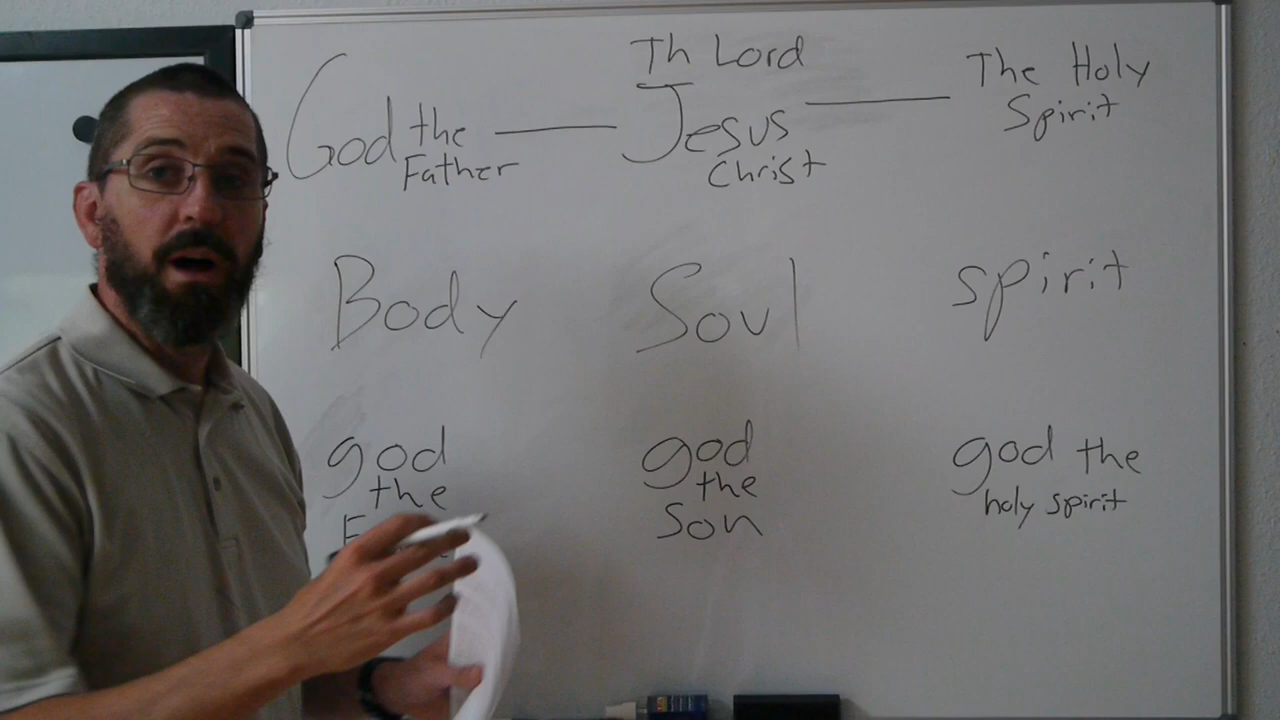 God the Father
Th Lord
Jesus
Christ
The Holy
Spirit
Body
Soul
spirit
god
the
god
the
Son
god the
holy spirit